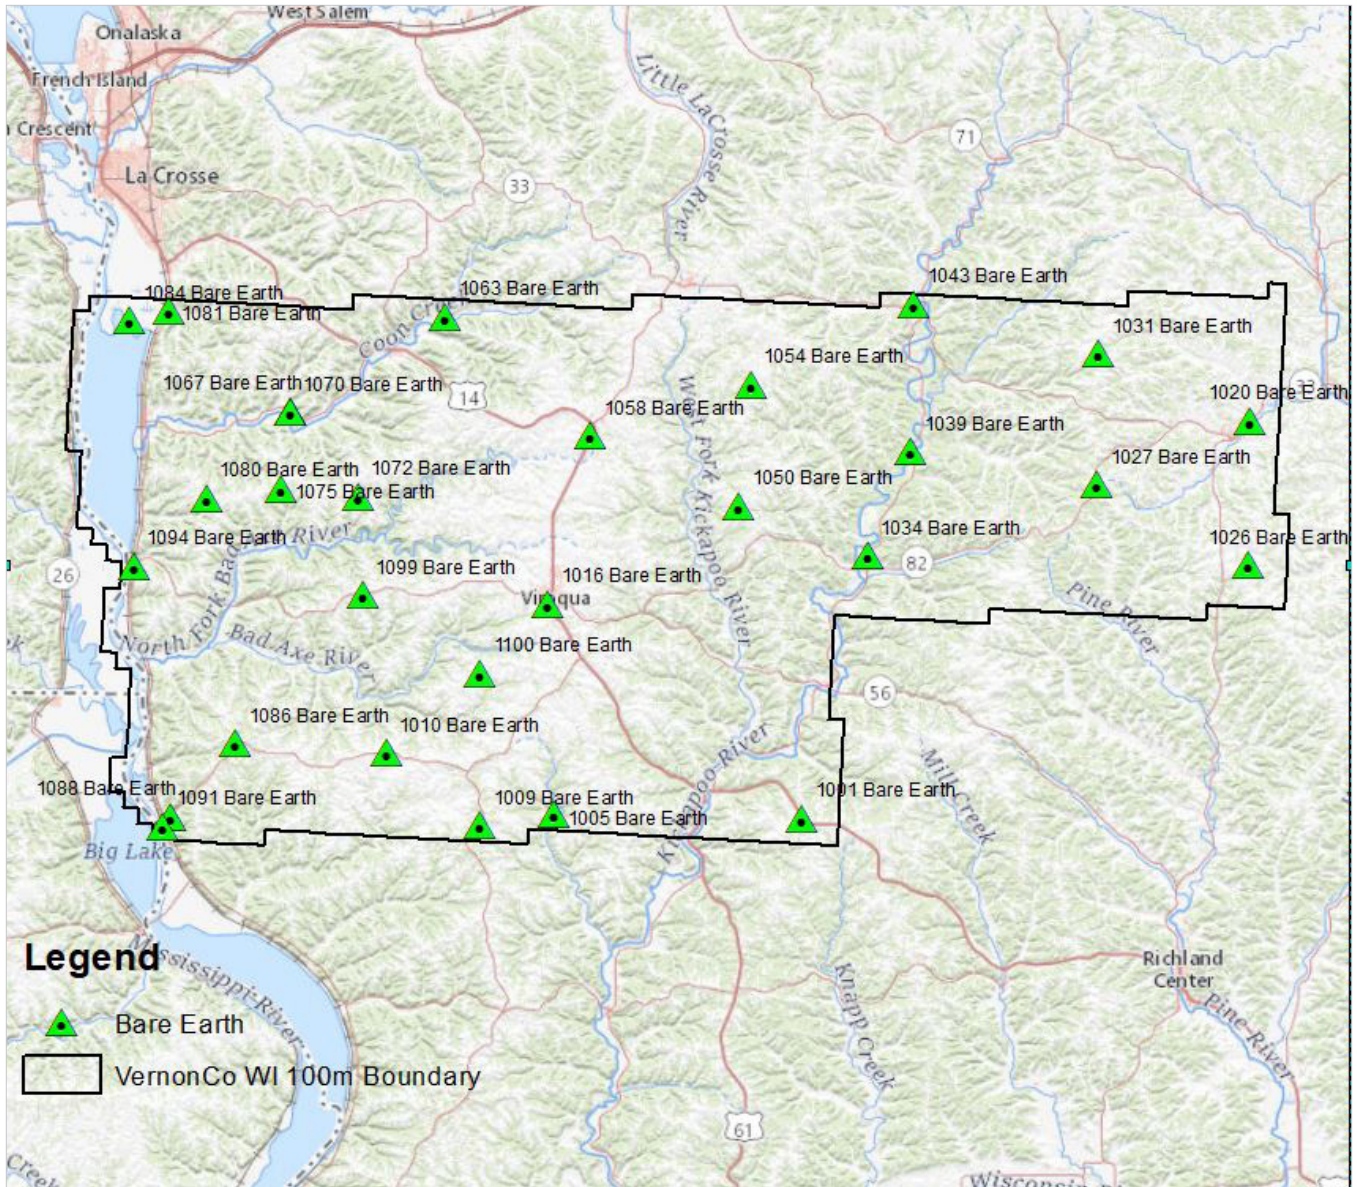 West Salem
Onalaska
French Island
Crescent
La Crosse
Little LaCrosse River
71
33
1043 Bare Earth
1063 Bare Earth
1084 Bare Earth
1081 Bare Earth
1031 Bare Earth
Coon Creek
1054 Bare Earth
1067 Bare Earth
1070 Bare Earth
14
33
1020 Bare Earth
1058 Bare Earth
1039 Bare Earth
West Fork Kickapoo River
1027 Bare Earth
1080 Bare Earth
1072 Bare Earth
1075 Bare Earth
1050 Bare Earth
1094 Bare Earth
1034 Bare Earth
1026 Bare Earth
North Fork Bad Axe River
26
1099 Bare Earth
1016 Bare Earth
82
Viroqua
Pine River
Bad Axe River
1100 Bare Earth
56
1086 Bare Earth
1010 Bare Earth
Kickapoo River
Mill Creek
1088 Bare Earth
1091 Bare Earth
1009 Bare Earth
1005 Bare Earth
1001 Bare Earth
Big Lake
Legend
Mississippi River
Richland
Center
Knapp Creek
Pine River
Bare Earth
VernonCo WI 100m Boundary
61
Creek
Wisconsin